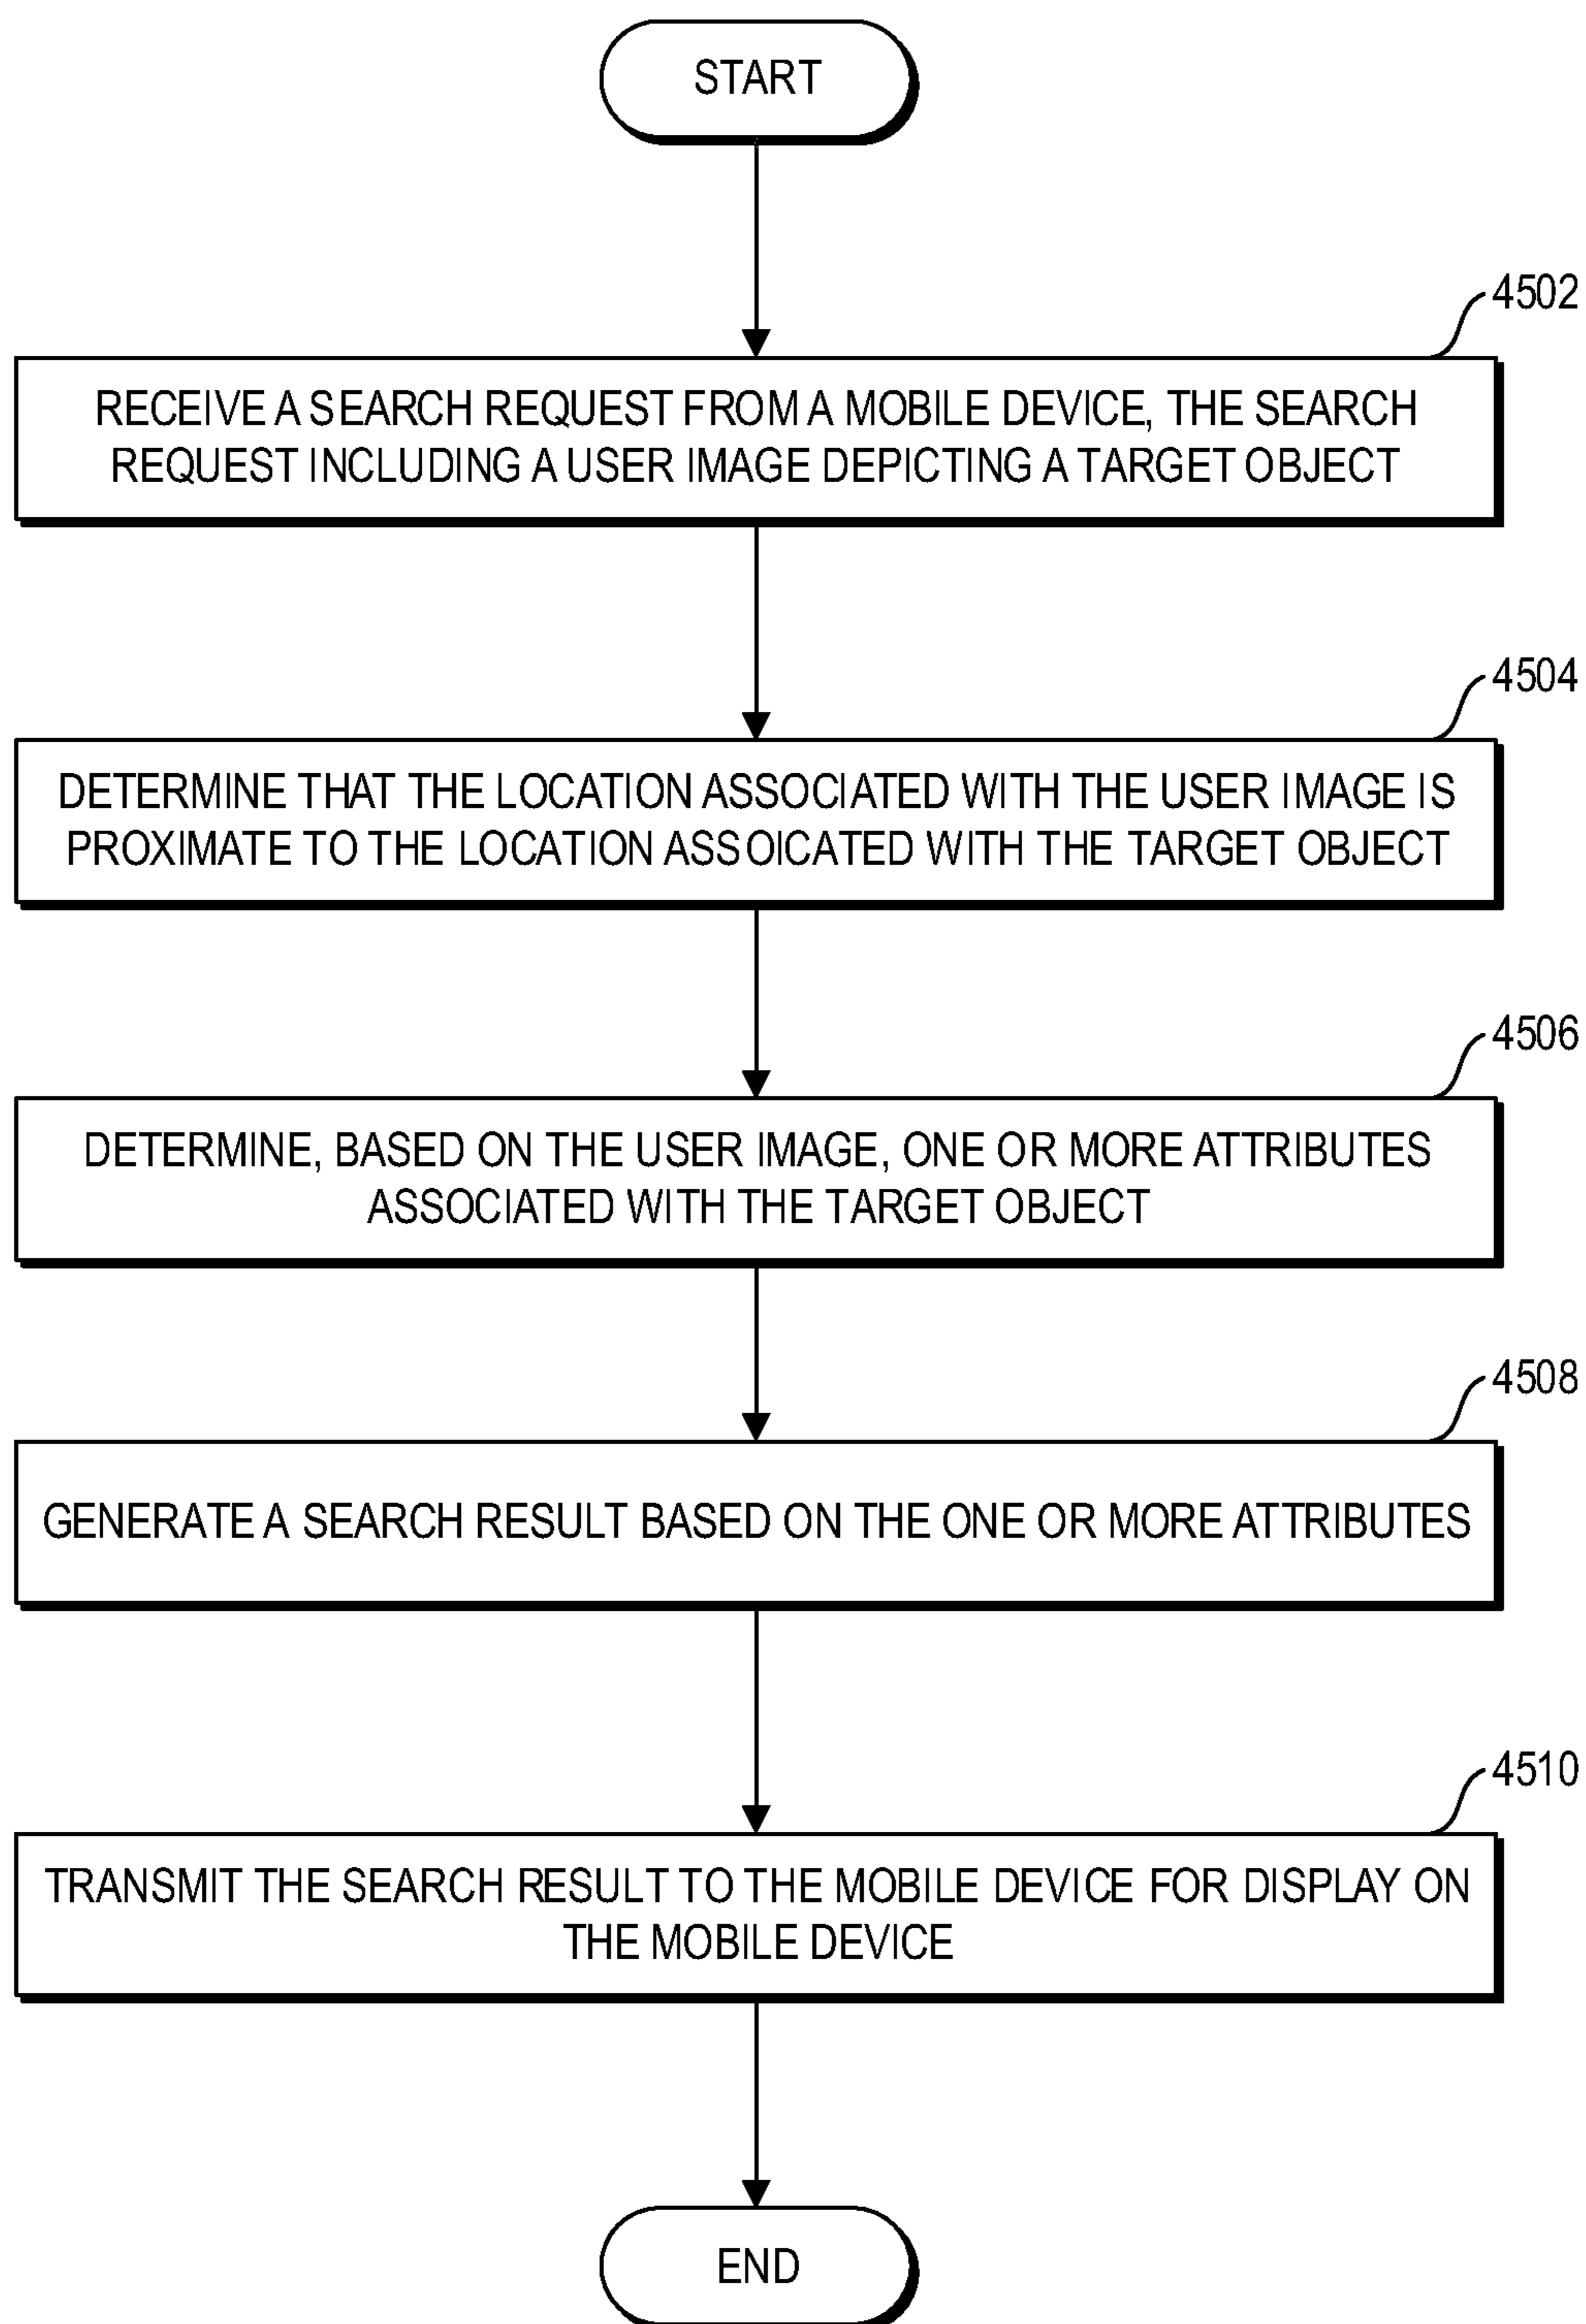 START
4502
RECEIVE A SEARCH REQUEST FROM A MOBILE DEVICE, THE SEARCH
REQUEST INCLUDING A USER IMAGE DEPICTING A TARGET OBJECT
4504
DETERMINE THAT THE LOCATION ASSOCIATED WITH THE USER IMAGE IS
PROXIMATE TO THE LOCATION ASSOICATED WITH THE TARGET OBJECT
4506
DETERMINE, BASED ON THE USER IMAGE, ONE OR MORE ATTRIBUTES
ASSOCIATED WITH THE TARGET OBJECT
4508
GENERATE A SEARCH RESULT BASED ON THE ONE OR MORE ATTRIBUTES
4510
TRANSMIT THE SEARCH RESULT TO THE MOBILE DEVICE FOR DISPLAY ON
THE MOBILE DEVICE
END